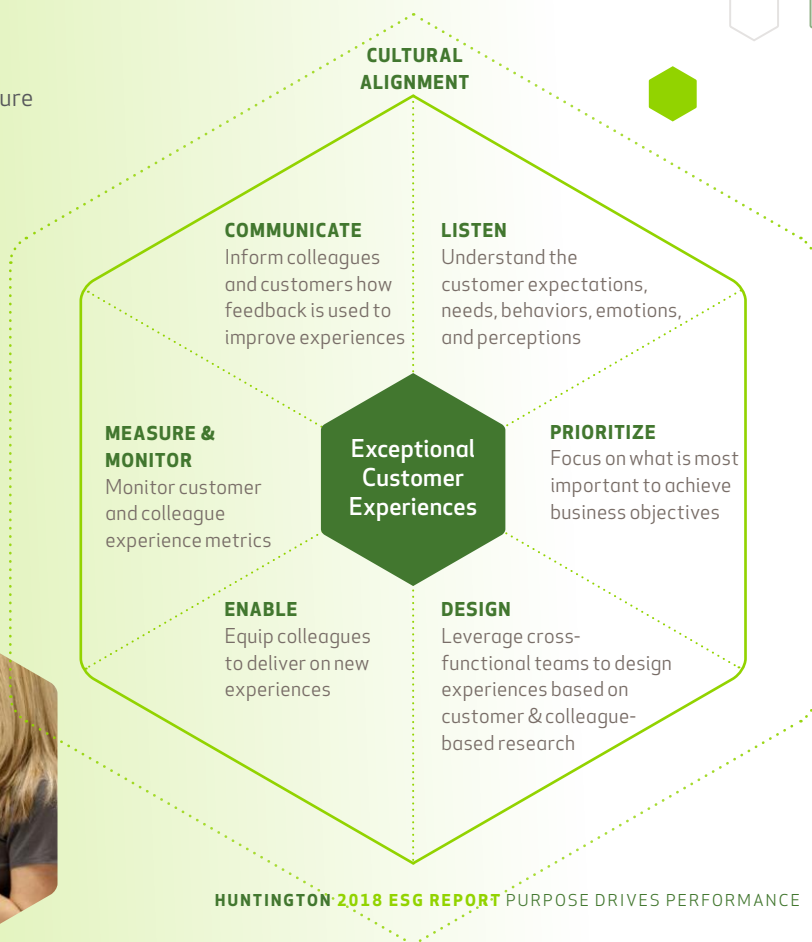 CULTURAL
ALIGNMENT
ure
COMMUNICATE
Inform colleagues
and customers how
feedback is used to
improve experiences
LISTEN
Understand the
customer expectations,
needs, behaviors, emotions,
and perceptions
MEASURE &
MONITOR
Monitor customer
and colleague
experience metrics
Exceptional
Customer
Experiences
PRIORITIZE
Focus on what is most
important to achieve
business objectives
ENABLE
Equip colleagues
to deliver on new
experiences
DESIGN
Leverage cross-
functional teams to design
experiences based on
customer & colleague-
based research
HUNTINGTON 2018 ESG REPORT PURPOSE DRIVES PERFORMANCE